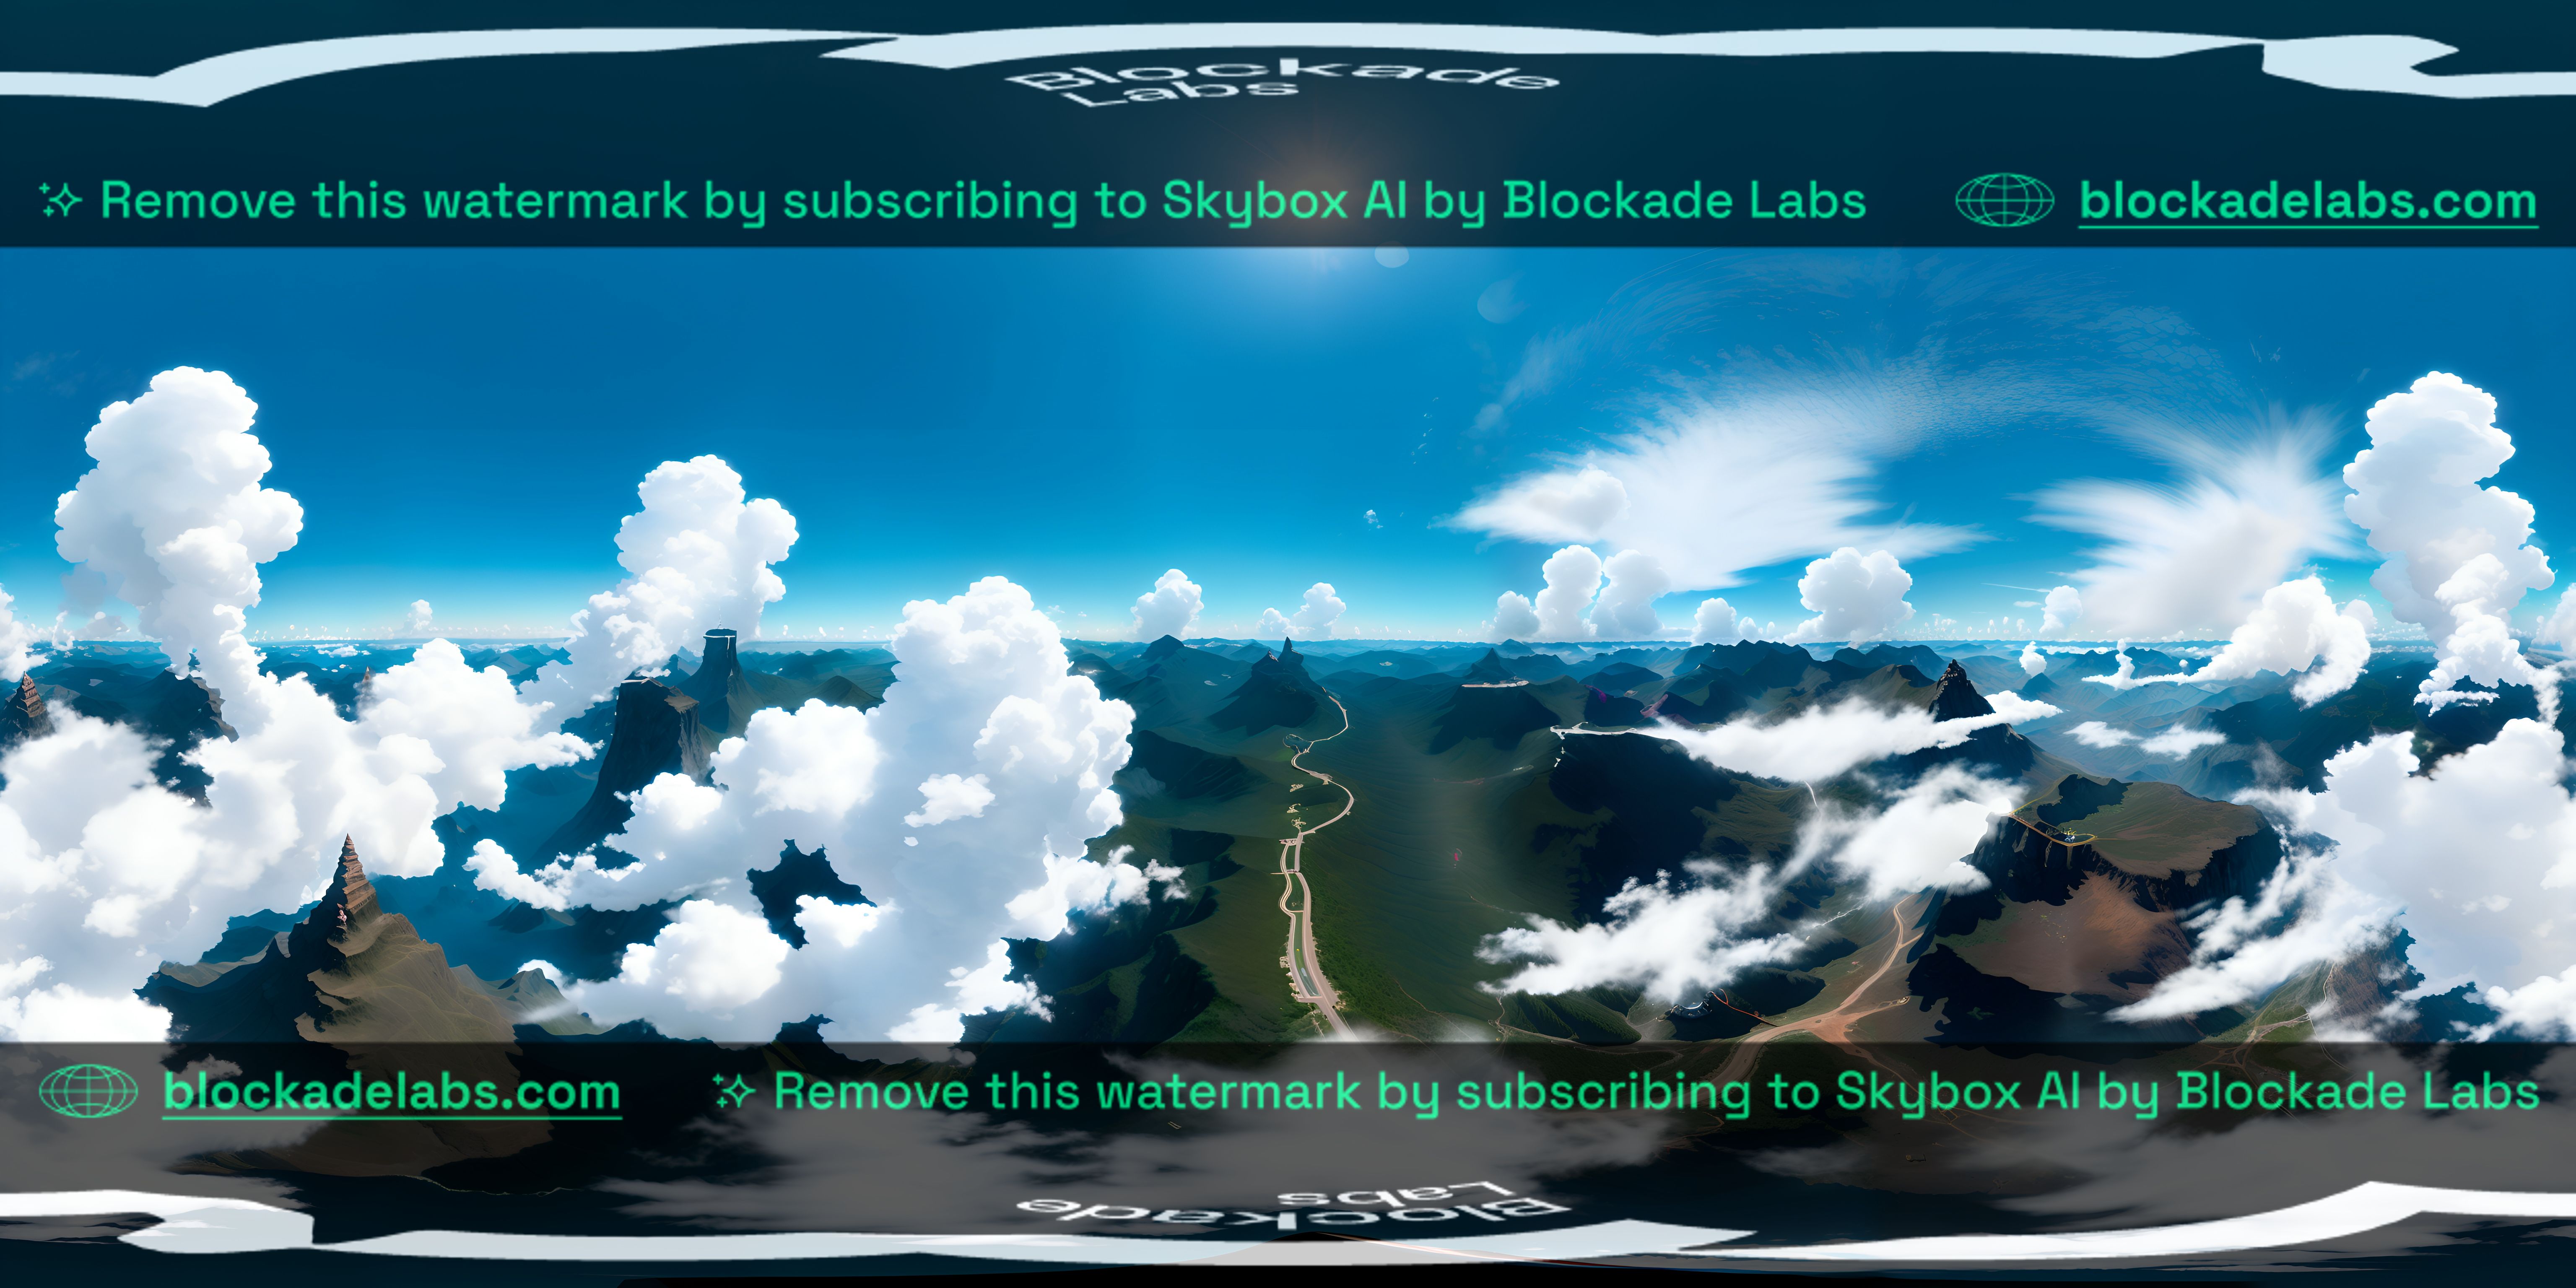 Blockade
Labs
Remove this watermark by subscribing to Skybox AI by Blockade Labs blockadelabs.com
blockadelabs.com Remove this watermark by subscribing to Skybox AI by Blockade Labs
Labs
Blockade